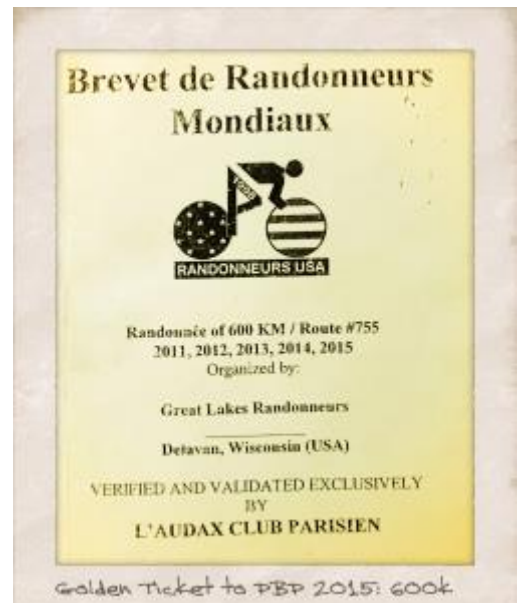 Brevet de Randonneurs
Mondiaux
RUSA
RANDONNEURS USA
Randonnée of 600 KM / Route #755
2011, 2012, 2013, 2014, 2015
Organized by:
Great Lakes Randonneurs
Delavan, Wisconsin (USA)
VERIFIED AND VALIDATED EXCLUSIVELY
BY
L'AUDAX CLUB PARISIEN
Golden Ticket to PBP 2015: 600k